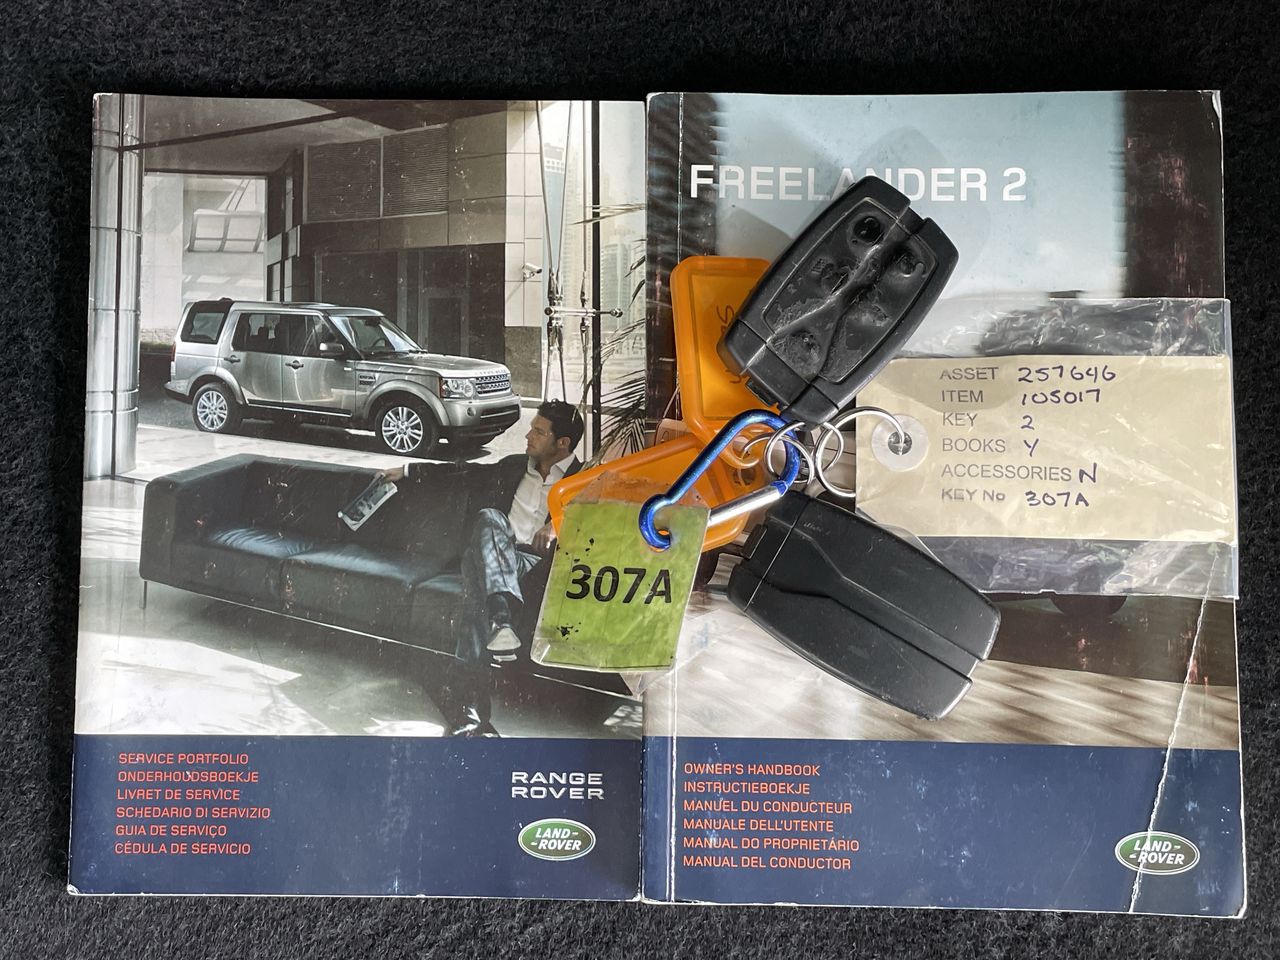 SERVICE PORTFOLIO
ONDERHOUDSBOEKJE
LIVRET DE SERVICE
SCHEDARIO DI SERVIZIO
GUIA DE SERVIÇO
CÉDULA DE SERVICIO
RANGE
ROVER
LAND-
-ROVER
FREELANDER 2
ASSET 257646
ITEM 105017
KEY 2
BOOKS Y
ACCESSORIES N
KEY No 307A
307A
OWNER'S HANDBOOK
INSTRUCTIEBOEKJE
MANUEL DU CONDUCTEUR
MANUALE DELL'UTENTE
MANUAL DO PROPRIETÁRIO
MANUAL DEL CONDUCTOR
LAND-
-ROVER